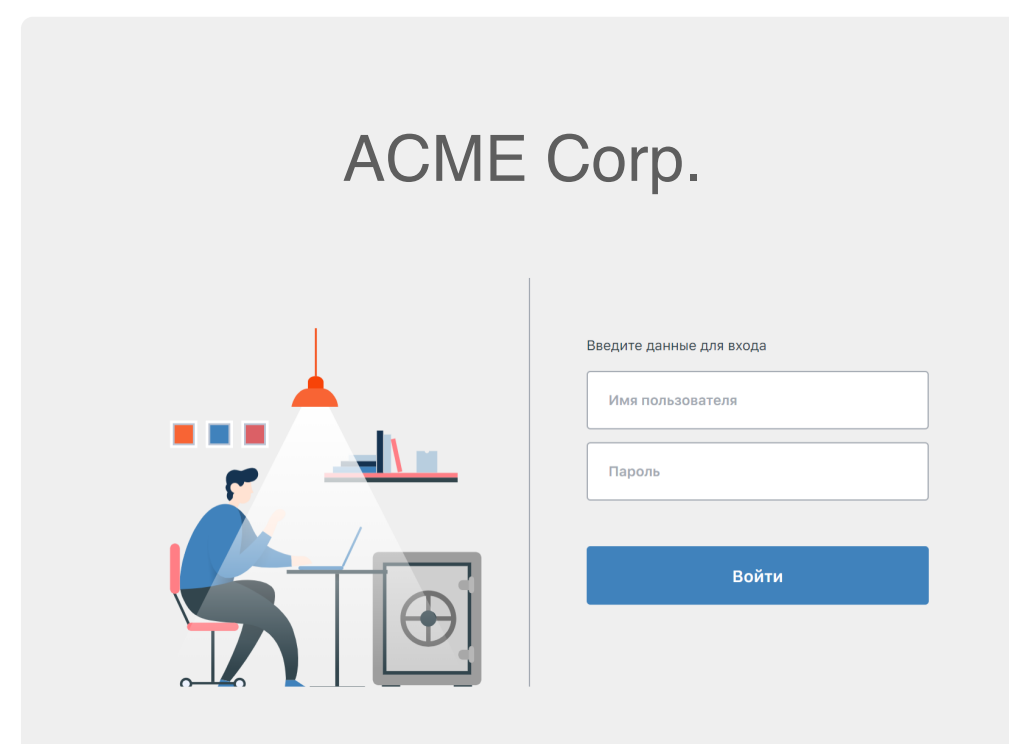 ACME Corp.
Введите данные для входа
Имя пользователя
Пароль
Войти